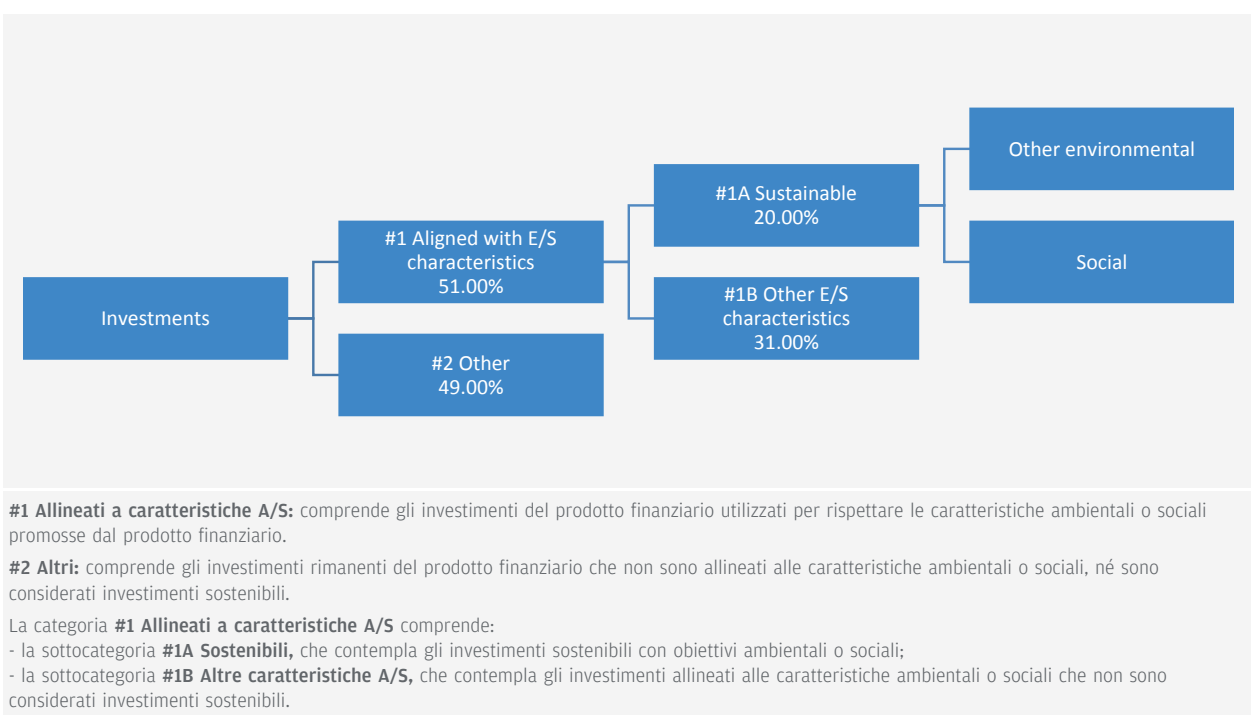 Investments
#1 Aligned with E/S
characteristics
51.00%
#2 Other
49.00%
#1A Sustainable
20.00%
#1B Other E/S
characteristics
31.00%
Other environmental
Social
#1 Allineati a caratteristiche A/S: comprende gli investimenti del prodotto finanziario utilizzati per rispettare le caratteristiche ambientali o sociali
promosse dal prodotto finanziario.
#2 Altri: comprende gli investimenti rimanenti del prodotto finanziario che non sono allineati alle caratteristiche ambientali o sociali, né sono
considerati investimenti sostenibili.
La categoria #1 Allineati a caratteristiche A/S comprende:
- la sottocategoria #1A Sostenibili, che contempla gli investimenti sostenibili con obiettivi ambientali o sociali;
- la sottocategoria #1B Altre caratteristiche A/S, che contempla gli investimenti allineati alle caratteristiche ambientali o sociali che non sono
considerati investimenti sostenibili.